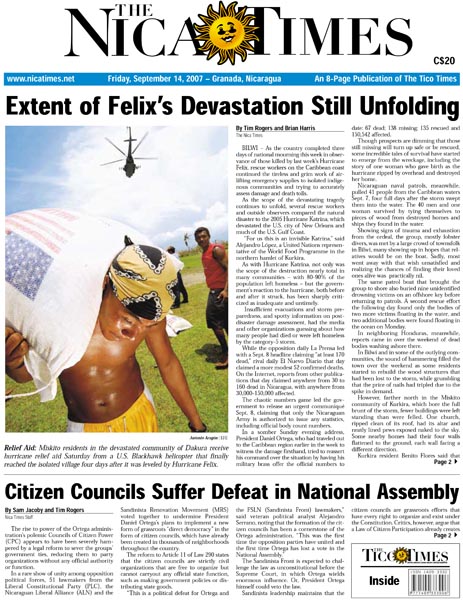 THE
NICA TIMES
C$20
www.nicatimes.net
Friday, September 14, 2007 – Granada, Nicaragua
An 8-Page Publication of The Tico Times
Extent of Felix's Devastation Still Unfolding
By Tim Rogers and Brian Harris
The Nica Times
BILWI – As the country completed three
days of national mourning this week in observ-
ance of those killed by last week's Hurricane
Felix, rescue workers on the Caribbean coast
continued the tireless and grim work of air-
lifting emergency supplies to isolated indige-
nous communities and trying to accurately
assess damage and death tolls.
As the scope of the devastating tragedy
continues to unfold, several rescue workers
and outside observers compared the natural
disaster to the 2005 Hurricane Katrina, which
devastated the U.S. city of New Orleans and
much of the U.S. Gulf Coast.
"For us this is an invisible Katrina," said
Alejandro López, a United Nations represen-
tative of the World Food Programme in the
northern hamlet of Kurkira.
As with Hurricane Katrina, not only was
the scope of the destruction nearly total in
many communities – with 80-90% of the
population left homeless – but the govern-
ment's reaction to the hurricane, both before
and after it struck, has been sharply criti-
cized as inadequate and untimely.
Insufficient evacuations and storm pre-
paredness, and spotty information on post-
disaster damage assessment, had the media
and other organizations guessing about how
many people had died or were left homeless
by the category-5 storm.
While the opposition daily La Prensa led
with a Sept. 8 headline claiming "at least 170
dead," rival daily El Nuevo Diario that day
claimed a more modest 52 confirmed deaths.
On the Internet, reports from other publica-
tions that day claimed anywhere from 30 to
160 dead in Nicaragua, with anywhere from
30,000-150,000 affected.
The chaotic numbers led the gov-
ernment to release an urgent communiqué
Sept. 8, claiming that only the Nicaraguan
Army is authorized to issue any statistics,
including official body count numbers.
In a somber Sunday evening address,
President Daniel Ortega, who had traveled out
to the Caribbean region earlier in the week to
witness the damage firsthand, tried to reassert
his command over the situation by having his
military brass offer the official numbers to
date: 67 dead; 138 missing; 135 rescued and
150,542 affected.
Though prospects are dimming that those
still missing will turn up safe or be rescued,
some incredible tales of survival have started
to emerge from the wreckage, including the
story of one woman who gave birth as the
hurricane ripped by overhead and destroyed
her home.
Nicaraguan naval patrols, meanwhile,
pulled 41 people from the Caribbean waters
Sept. 7, four full days after the storm swept
them into the water. The 40 men and one
woman survived by tying themselves to
pieces of wood from destroyed homes and
ships they found in the water.
Showing signs of trauma and exhaustion
from the ordeal, the group, mostly lobster
divers, was met by a large crowd of townsfolk
in Bilwi, many showing up in hopes that rel-
atives would be on the boat. Sadly, most
went away with that wish unsatisfied and
realizing the chances of finding their loved
ones alive was practically nil.
The same patrol boat that brought the
group to shore also buried nine unidentified
drowning victims on an offshore key before
returning to patrols. A second rescue effort
the following day found only the bodies of
two more victims floating in the water, and
two additional bodies were found floating in
the ocean on Monday.
In neighboring Honduras, meanwhile,
reports came in over the weekend of dead
bodies washing ashore there.
In Bilwi and in some of the outlying com-
munities, the sound of hammering filled the
town over the weekend as some residents
started to rebuild the wood structures that
had been lost to the storm, while grumbling
that the price of nails had tripled due to the
spike in demand.
However, farther north in the Miskito
community of Kurkira, which bore the full
brunt of the storm, fewer buildings were left
standing than were felled. One church,
ripped clean of its roof, had its altar and
neatly lined pews exposed naked to the sky.
Some nearby homes had their four walls
flattened to the ground, each wall facing a
different direction.
Kurkira resident Benito Flores said that
Page 2
Relief Aid: Miskito residents in the devastated community of Dakura receive
hurricane relief aid Saturday from a U.S. Blackhawk helicopter that finally
reached the isolated village four days after it was leveled by Hurricane Felix.
Citizen Councils Suffer Defeat in National Assembly
By Sam Jacoby and Tim Rogers
Nica Times Staff
The rise to power of the Ortega adminis-
tration's polemic Councils of Citizen Power
(CPC) appears to have been severely ham-
pered by a legal reform to sever the groups'
government ties, reducing them to party
organizations without any official authority
or function.
In a rare show of unity among opposition
political forces, 51 lawmakers from the
Liberal Constitutional Party (PLC), the
Nicaraguan Liberal Alliance (ALN) and the
Sandinista Renovation Movement (MRS)
voted together to undermine President
Daniel Ortega's plans to implement a new
form of grassroots "direct democracy" in the
form of citizen councils, which have already
been created in thousands of neighborhoods
throughout the country.
The reform to Article 11 of Law 290 states
that the citizen councils are strictly civil
organizations that are free to organize but
cannot carryout any official state function,
such as making government policies or dis-
tributing state goods.
"This is a political defeat for Ortega and
the FSLN (Sandinista Front) lawmakers,"
said veteran political analyst Alejandro
Serrano, noting that the formation of the cit-
izen councils has been a cornerstone of the
Ortega administration. "This was the first
time the opposition parties have united and
the first time Ortega has lost a vote in the
National Assembly."
The Sandinista Front is expected to chal-
lenge the law as unconstitutional before the
Supreme Court, in which Ortega wields
enormous influence. Or, President Ortega
himself could veto the law.
Sandinista leadership maintains that the
citizen councils are grassroots efforts that
have every right to organize and exist under
the Constitution. Critics, however, argue that
a Law of Citizens Participation already creates
Page 2
THE
TICO TIMES
Inside